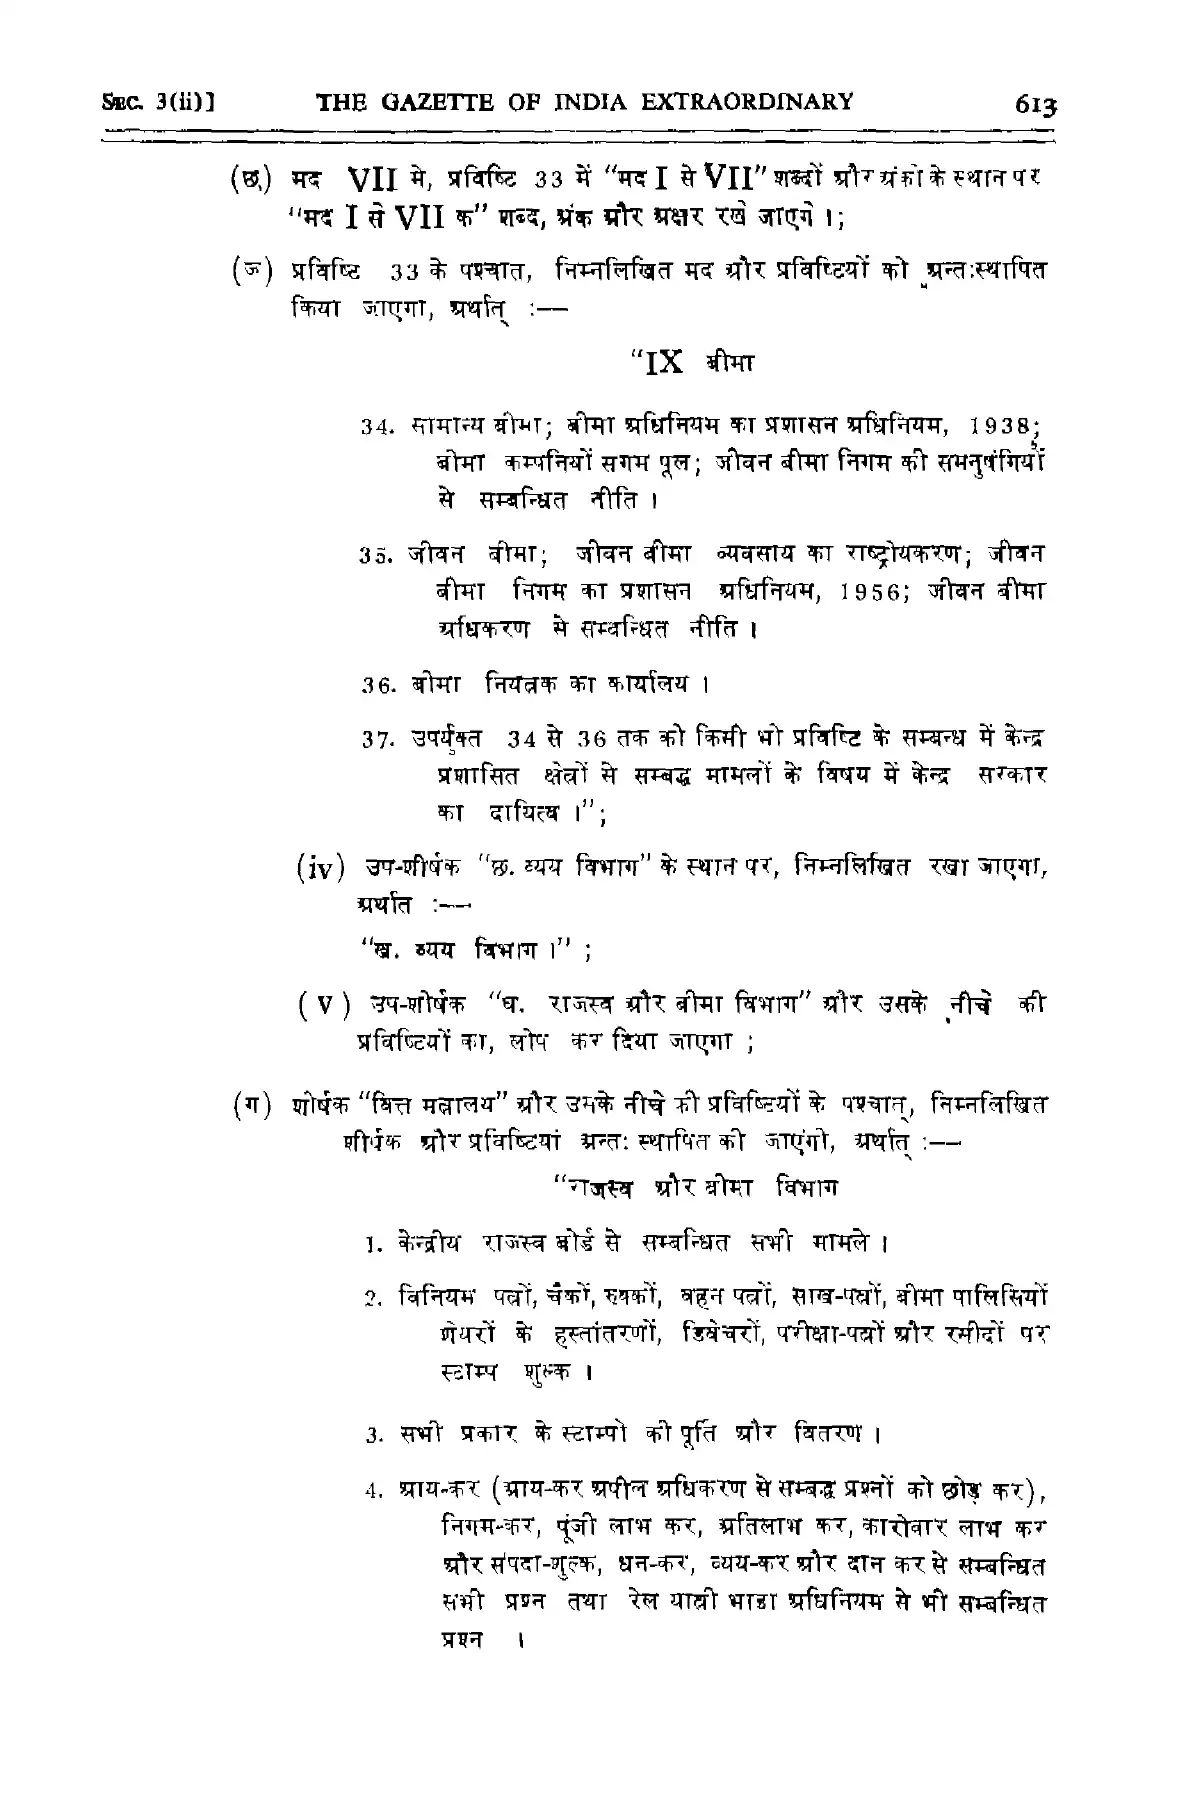 SEC. 3(ii)] THE GAZETTE OF INDIA EXTRAORDINARY 613
(छ) मद VII में, प्रविष्टि 33 में "मद I से VII" शब्दों और अंकों के स्थान पर
"मद I से VII क" शब्द, अंक और अक्षर रखे जाएगे ।;
(ज) प्रविष्टि 33 के पश्चात, निम्नलिखित मद और प्रविष्टियों को अन्तःस्थापित
किया जाएगा, अर्थात् :—
"IX बीमा
34. सामान्य बीमा; बीमा अधिनियम का प्रशासन अधिनियम, 1938;
बीमा कम्पनियों सगम पूल; जीवन बीमा निगम की समनुषंगियों
से सम्बन्धित नीति ।
35. जीवन बीमा; जीवन बीमा व्यवसाय का राष्ट्रीयकरण; जीवन
बीमा निगम का प्रशासन अधिनियम, 1956; जीवन बीमा
अधिकरण से सम्बन्धित नीति ।
36. बीमा नियंत्रक का कार्यालय ।
37. उपर्युक्त 34 से 36 तक की किसी भी प्रविष्टि के सम्बन्ध में केन्द्र
प्रशासित क्षेत्रों से सम्बद्ध मामलों के विषय में केन्द्र सरकार
का दायित्व ।";
(iv) उप-शीर्षक "छ. व्यय विभाग" के स्थान पर, निम्नलिखित रखा जाएगा,
अर्थात :—
"ख. व्यय विभाग ।" ;
(V) उप-शीर्षक "घ. राजस्व और बीमा विभाग" और उसके नीचे की
प्रविष्टियों का, लोप कर दिया जाएगा ;
(ग) शीर्षक "वित्त मंत्रालय" और उसके नीचे की प्रविष्टियों के पश्चात्, निम्नलिखित
शीर्षक और प्रविष्टियां अन्तः स्थापित की जाएंगी, अर्थात् :—
"राजस्व और बीमा विभाग
1. केन्द्रीय राजस्व बोर्ड से सम्बन्धित सभी मामले ।
2. विनियम पत्रों, चैकों, रुक्कों, वहन पत्रों, साख-पत्रों, बीमा पालिसियों
शेयरों के हस्तांतरणों, डिबेचरों, परीक्षा-पत्रों और रसीदों पर
स्टाम्प शुल्क ।
3. सभी प्रकार के स्टाम्पो की पूर्ति और वितरण ।
4. आय-कर (आय-कर अपील अधिकरण से सम्बद्ध प्रश्नों को छोड़ कर),
निगम-कर, पूंजी लाभ कर, अतिलाभ कर, कारोबार लाभ कर
और संपदा-शुल्क, धन-कर, व्यय-कर और दान कर से सम्बन्धित
सभी प्रश्न तथा रेल यात्री भाडा अधिनियम से भी सम्बन्धित
प्रश्न ।